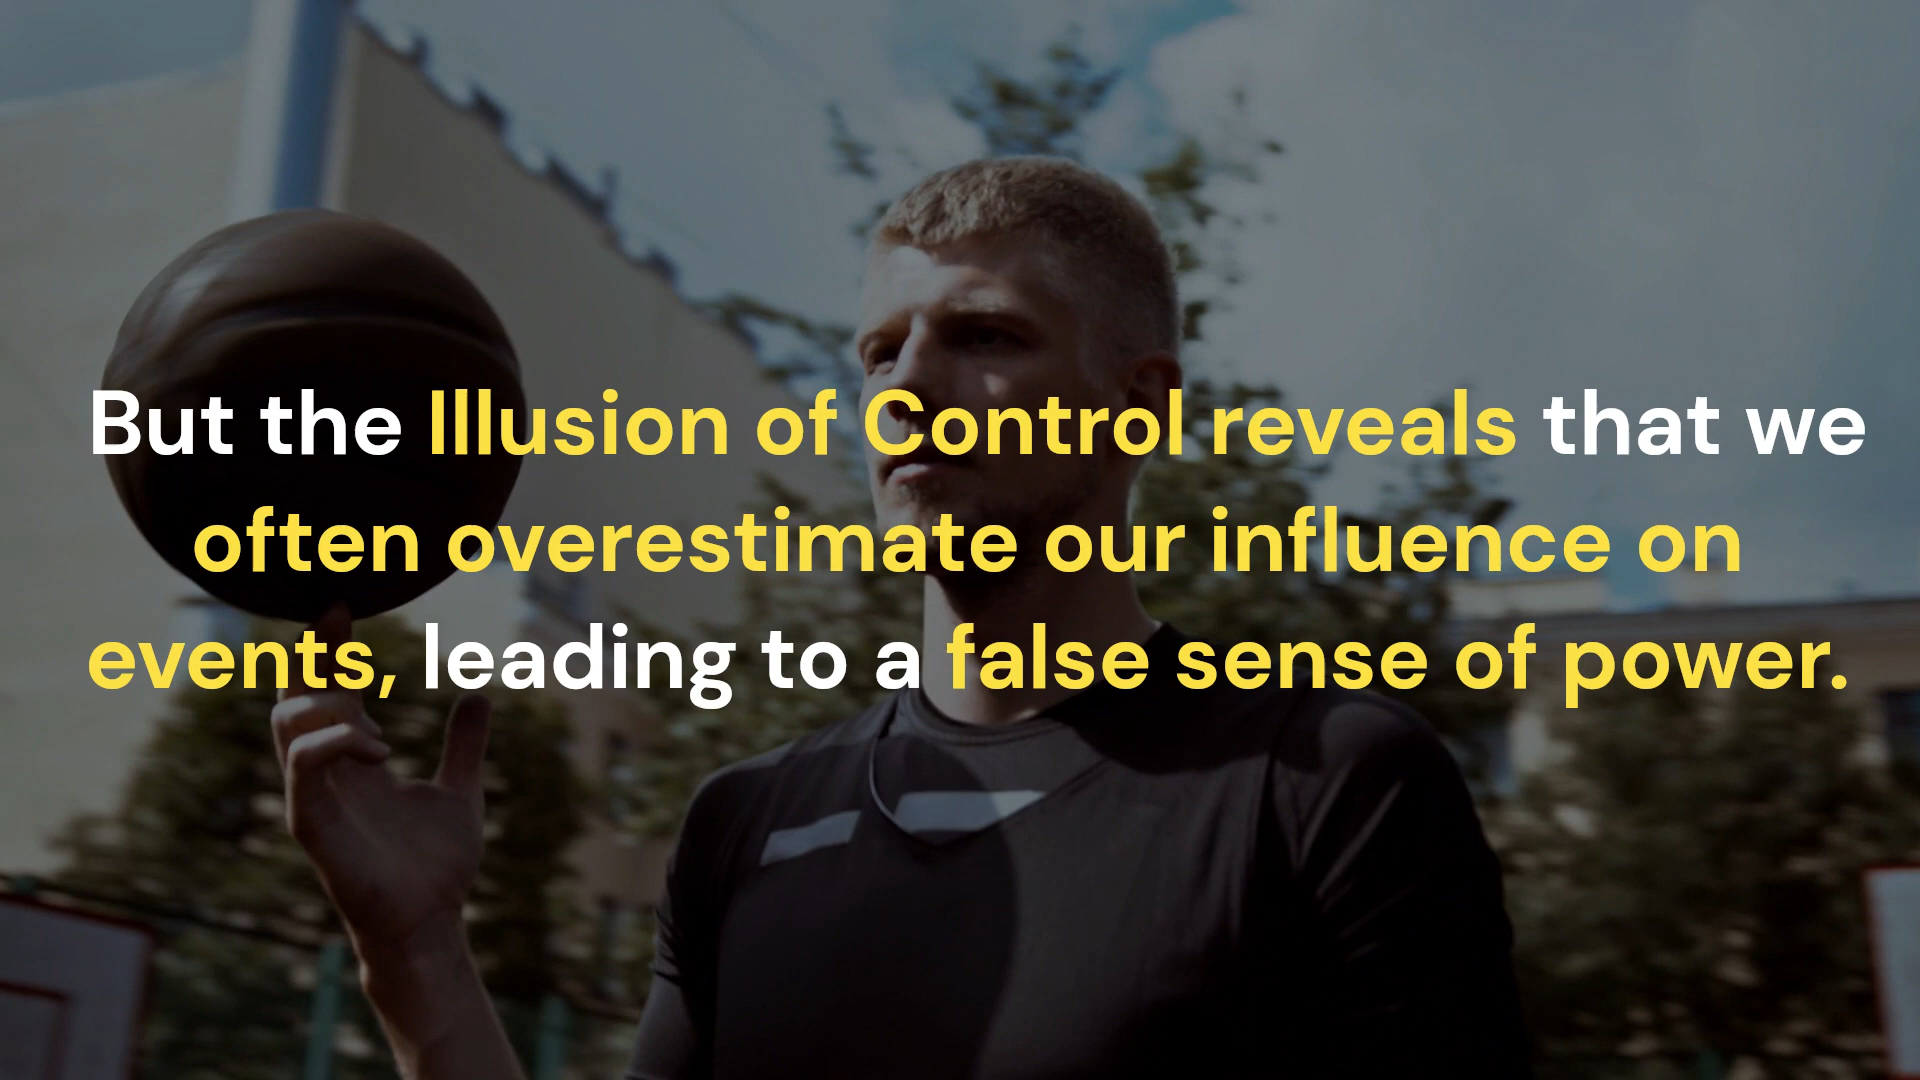 But the Illusion of Control reveals that we
often overestimate our influence on
events, leading to a false sense of power.